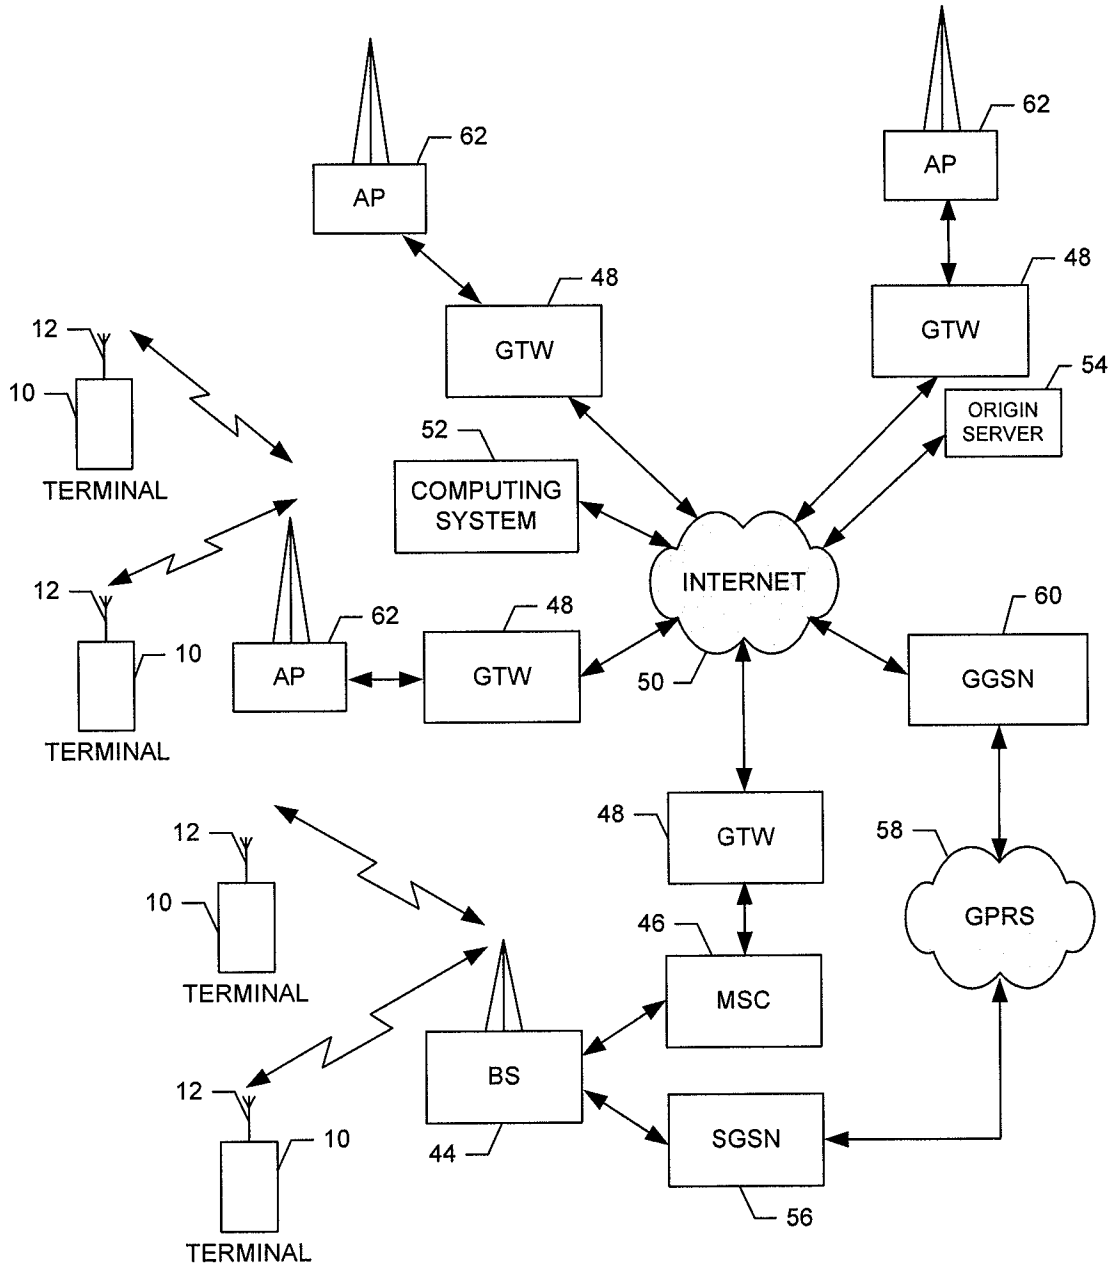 62
AP
62
AP
48
GTW
48
GTW
12
10
TERMINAL
54
ORIGIN
SERVER
52
COMPUTING
SYSTEM
INTERNET
50
12
10
TERMINAL
62
AP
48
GTW
60
GGSN
48
GTW
58
GPRS
12
10
TERMINAL
46
MSC
BS
44
12
10
TERMINAL
SGSN
56